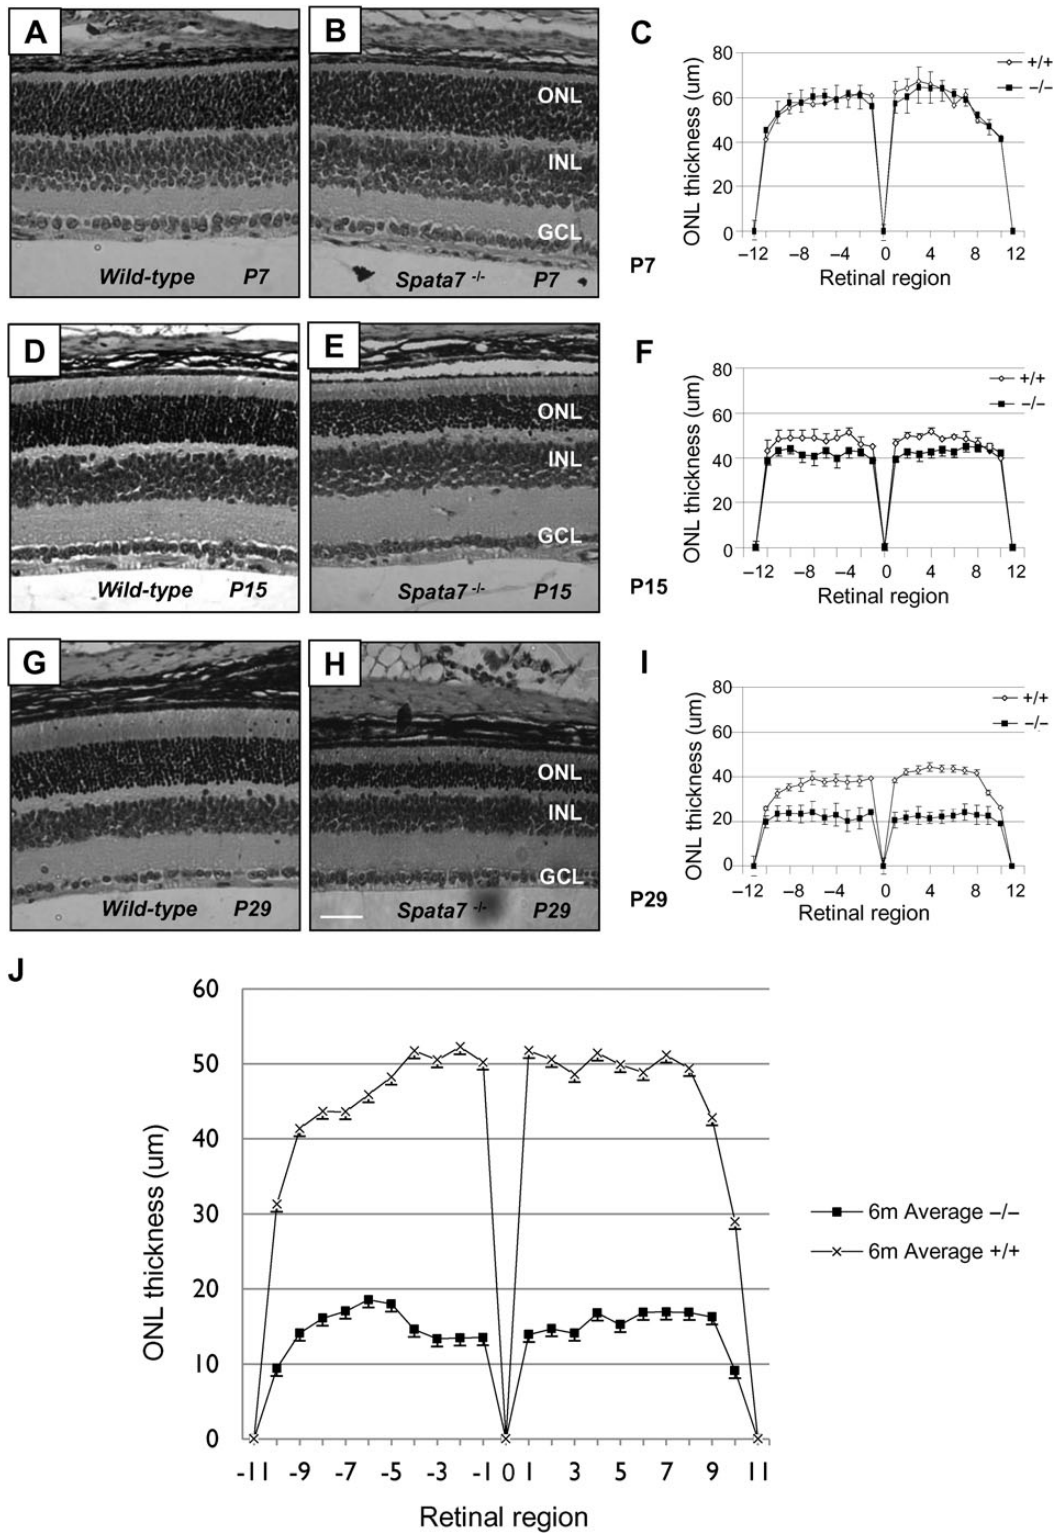 A
Wild-type P7
B
ONL
INL
GCL
Spata7 -/- P7
C
ONL thickness (um)
80
60
40
20
0
−12 −8 −4 0 4 8 12
Retinal region
+/+
−/−
P7
D
Wild-type P15
E
ONL
INL
GCL
Spata7 -/- P15
F
ONL thickness (um)
80
60
40
20
0
−12 −8 −4 0 4 8 12
Retinal region
+/+
−/−
P15
G
Wild-type P29
H
ONL
INL
GCL
Spata7 -/- P29
I
ONL thickness (um)
80
60
40
20
0
−12 −8 −4 0 4 8 12
Retinal region
+/+
−/−
P29
J
ONL thickness (um)
60
50
40
30
20
10
0
-11 -9 -7 -5 -3 -1 0 1 3 5 7 9 11
Retinal region
6m Average −/−
6m Average +/+